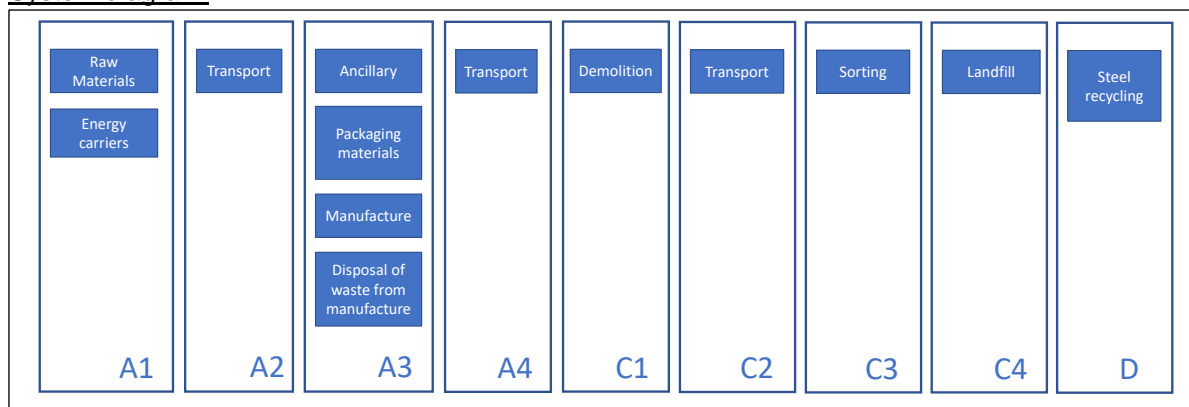 Raw
Materials
Energy
carriers
A1
Transport
A2
Ancillary
Packaging
materials
Manufacture
Disposal of
waste from
manufacture
A3
Transport
A4
Demolition
C1
Transport
C2
Sorting
C3
Landfill
C4
Steel
recycling
D